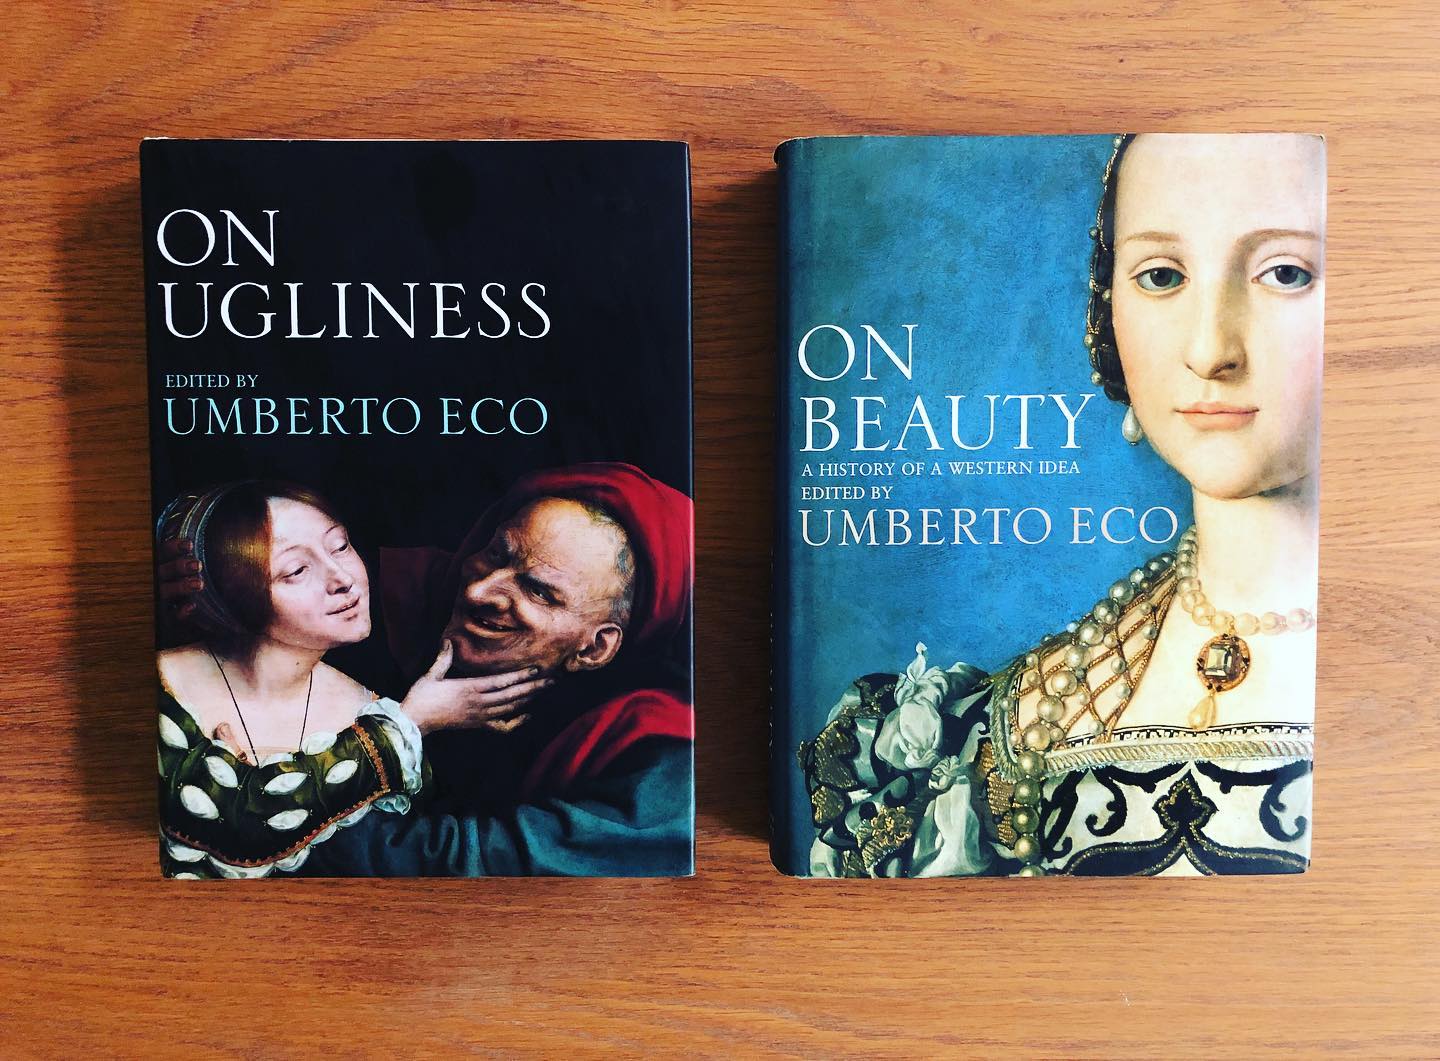 ON
UGLINESS
EDITED BY
UMBERTO ECO
ON
BEAUTY
A HISTORY OF A WESTERN IDEA
EDITED BY
UMBERTO ECO